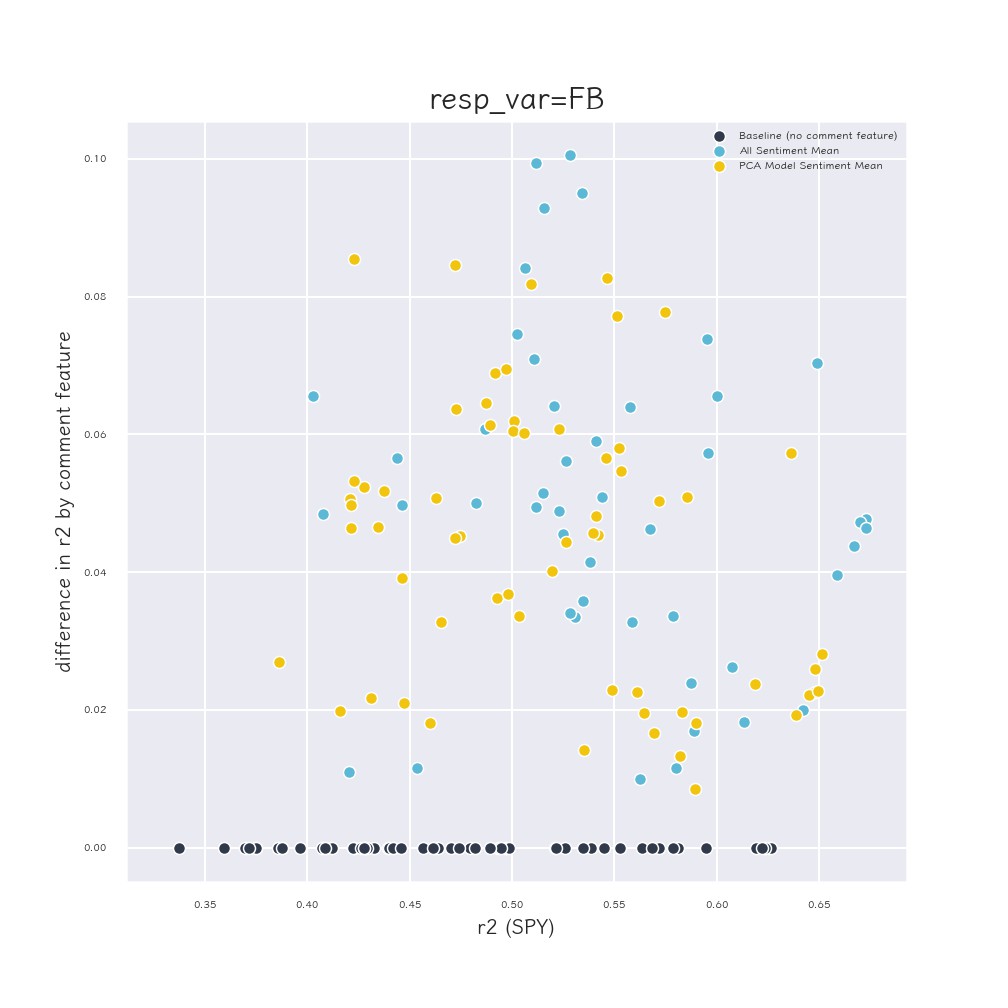 resp_var=FB
Baseline (no comment feature)
All Sentiment Mean
PCA Model Sentiment Mean
0.10
0.08
0.06
0.04
0.02
0.00
difference in r2 by comment feature
0.35
0.40
0.45
0.50
0.55
0.60
0.65
r2 (SPY)